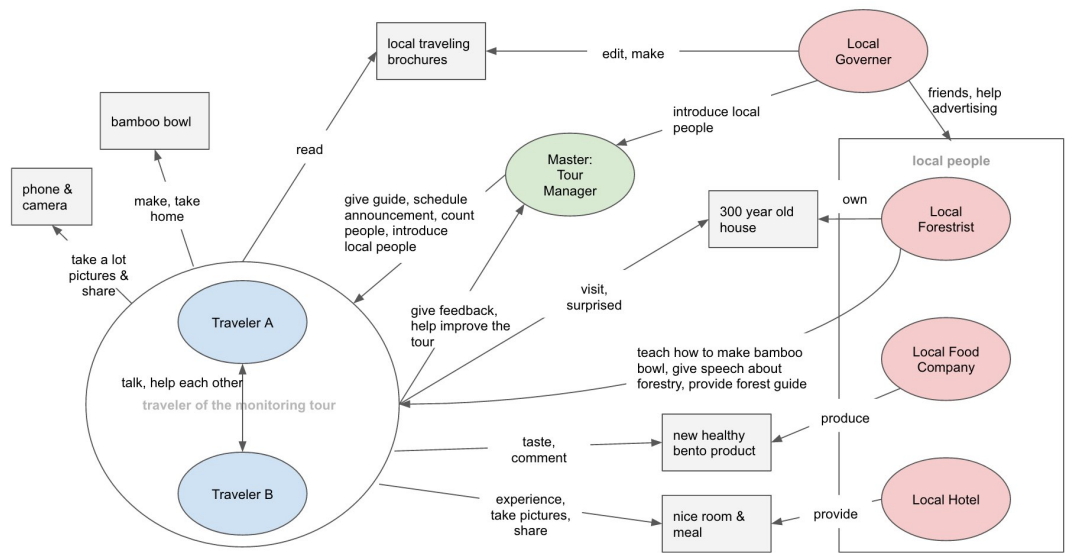 local traveling
brochures
edit, make
Local
Governer
friends, help
advertising
introduce local
people
bamboo bowl
read
Master:
Tour
Manager
local people
phone &
camera
make, take
home
give guide, schedule
announcement, count
people, introduce
local people
300 year old
house
own
Local
Forestrist
take a lot
pictures &
share
visit,
surprised
Traveler A
give feedback,
help improve the
tour
talk, help each other
traveler of the monitoring tour
teach how to make bamboo
bowl, give speech about
forestry, provide forest guide
Local Food
Company
produce
taste,
comment
new healthy
bento product
Traveler B
experience,
take pictures,
share
nice room &
meal
provide
Local Hotel